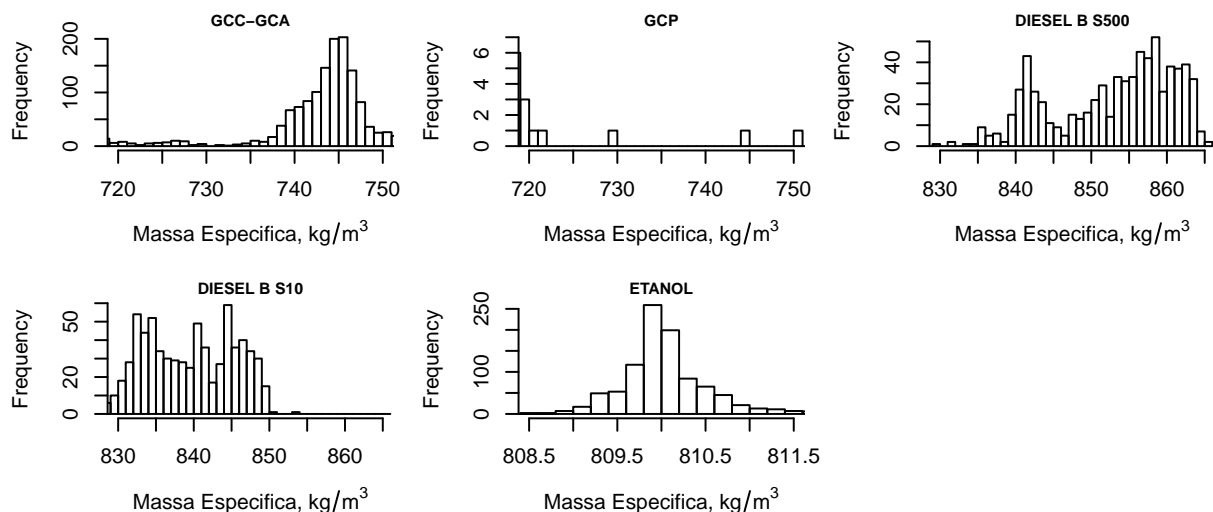 GCC−GCA
Frequency
0 100 200
720 730 740 750
Massa Especifica, kg/m³
GCP
Frequency
0 2 4 6
720 730 740 750
Massa Especifica, kg/m³
DIESEL B S500
Frequency
0 20 40
830 840 850 860
Massa Especifica, kg/m³
DIESEL B S10
Frequency
0 20 50
830 840 850 860
Massa Especifica, kg/m³
ETANOL
Frequency
0 100 250
808.5 809.5 810.5 811.5
Massa Especifica, kg/m³